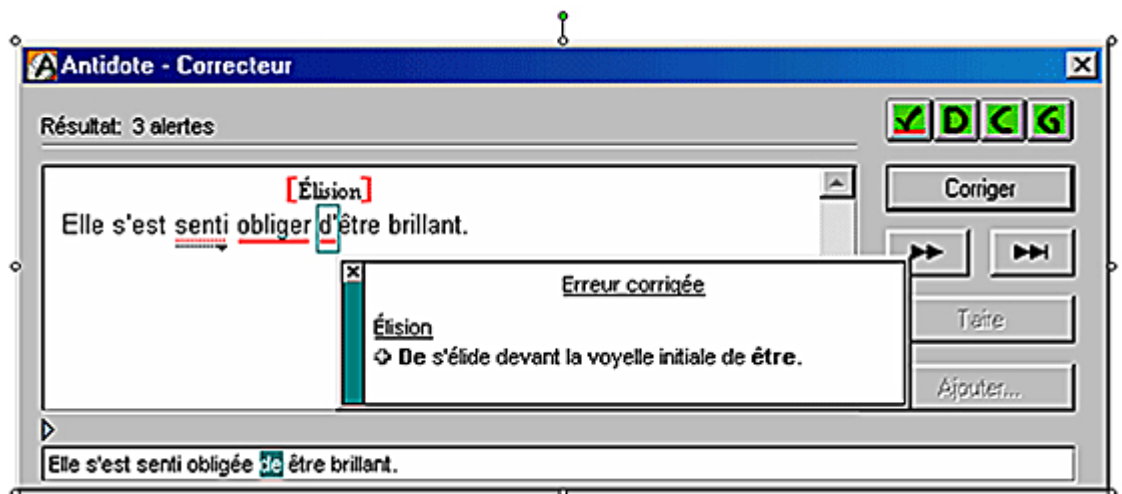 Antidote - Correcteur
Résultat: 3 alertes
D C G
[Élision]
Corriger
Elle s'est senti obliger d'être brillant.
Erreur corrigée
Élision
De s'élide devant la voyelle initiale de être.
Taire
Ajouter...
Elle s'est senti obligée de être brillant.